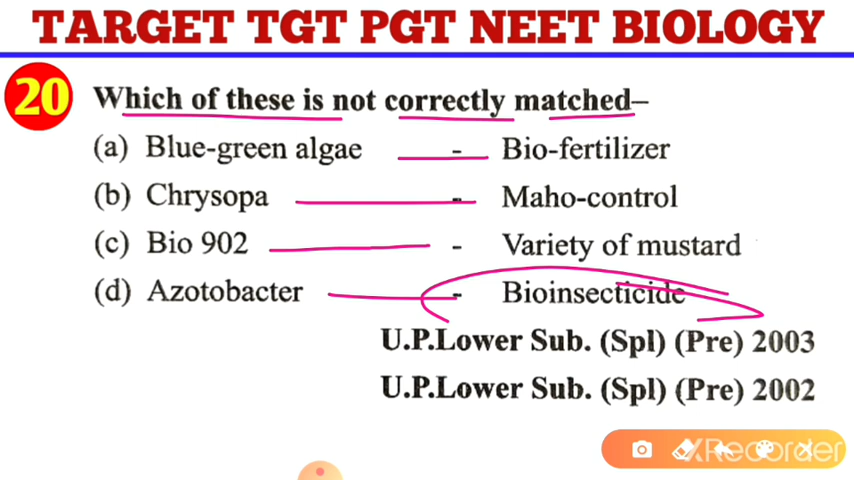 TARGET TGT PGT NEET BIOLOGY
20 Which of these is not correctly matched–
(a) Blue-green algae - Bio-fertilizer
(b) Chrysopa - Maho-control
(c) Bio 902 - Variety of mustard
(d) Azotobacter - Bioinsecticide
U.P.Lower Sub. (Spl) (Pre) 2003
U.P.Lower Sub. (Spl) (Pre) 2002
XRecorder